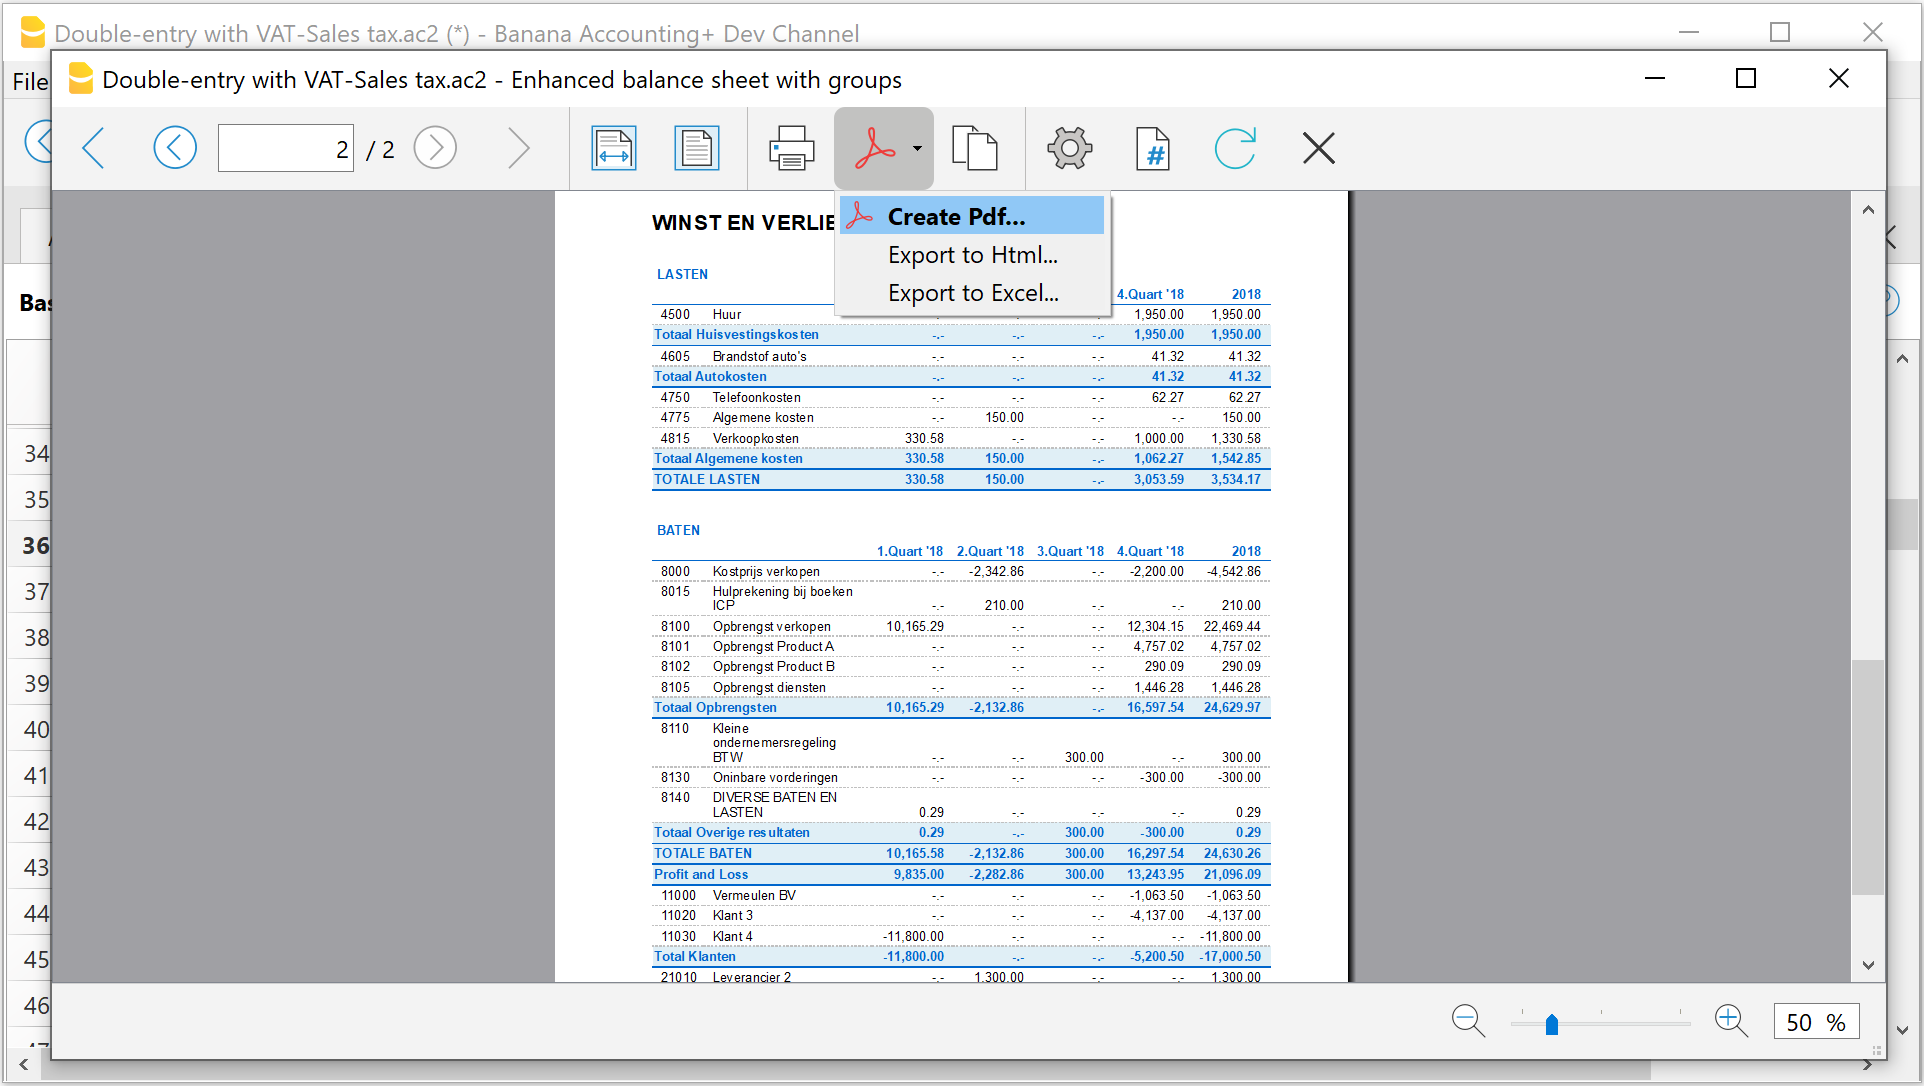 Double-entry with VAT-Sales tax.ac2 (*) - Banana Accounting+ Dev Channel
File
Double-entry with VAT-Sales tax.ac2 - Enhanced balance sheet with groups
2 / 2
#
Create Pdf...
Export to Html...
Export to Excel...
Bas
34
35
36
37
38
39
40
41
42
43
44
45
46
47
WINST EN VERLIE
LASTEN
4.Quart '18 2018
4500 Huur -.- -.- -.- 1,950.00 1,950.00
Totaal Huisvestingskosten -.- -.- -.- 1,950.00 1,950.00
4605 Brandstof auto's -.- -.- -.- 41.32 41.32
Totaal Autokosten -.- -.- -.- 41.32 41.32
4750 Telefoonkosten -.- -.- -.- 62.27 62.27
4775 Algemene kosten -.- 150.00 -.- -.- 150.00
4815 Verkoopkosten 330.58 -.- -.- 1,000.00 1,330.58
Totaal Algemene kosten 330.58 150.00 -.- 1,062.27 1,542.85
TOTALE LASTEN 330.58 150.00 -.- 3,053.59 3,534.17
BATEN
1.Quart '18 2.Quart '18 3.Quart '18 4.Quart '18 2018
8000 Kostprijs verkopen -.- -2,342.86 -.- -2,200.00 -4,542.86
8015 Hulprekening bij boeken
ICP -.- 210.00 -.- -.- 210.00
8100 Opbrengst verkopen 10,165.29 -.- -.- 12,304.15 22,469.44
8101 Opbrengst Product A -.- -.- -.- 4,757.02 4,757.02
8102 Opbrengst Product B -.- -.- -.- 290.09 290.09
8105 Opbrengst diensten -.- -.- -.- 1,446.28 1,446.28
Totaal Opbrengsten 10,165.29 -2,132.86 -.- 16,597.54 24,629.97
8110 Kleine
ondernemersregeling
BTW -.- -.- 300.00 -.- 300.00
8130 Oninbare vorderingen -.- -.- -.- -300.00 -300.00
8140 DIVERSE BATEN EN
LASTEN 0.29 -.- -.- -.- 0.29
Totaal Overige resultaten 0.29 -.- 300.00 -300.00 0.29
TOTALE BATEN 10,165.58 -2,132.86 300.00 16,297.54 24,630.26
Profit and Loss 9,835.00 -2,282.86 300.00 13,243.95 21,096.09
11000 Vermeulen BV -.- -.- -.- -1,063.50 -1,063.50
11020 Klant 3 -.- -.- -.- -4,137.00 -4,137.00
11030 Klant 4 -11,800.00 -.- -.- -.- -11,800.00
Total Klanten -11,800.00 -.- -.- -5,200.50 -17,000.50
21010 Leverancier 2 -.- 1,300.00 -.- -.- 1,300.00
50 %